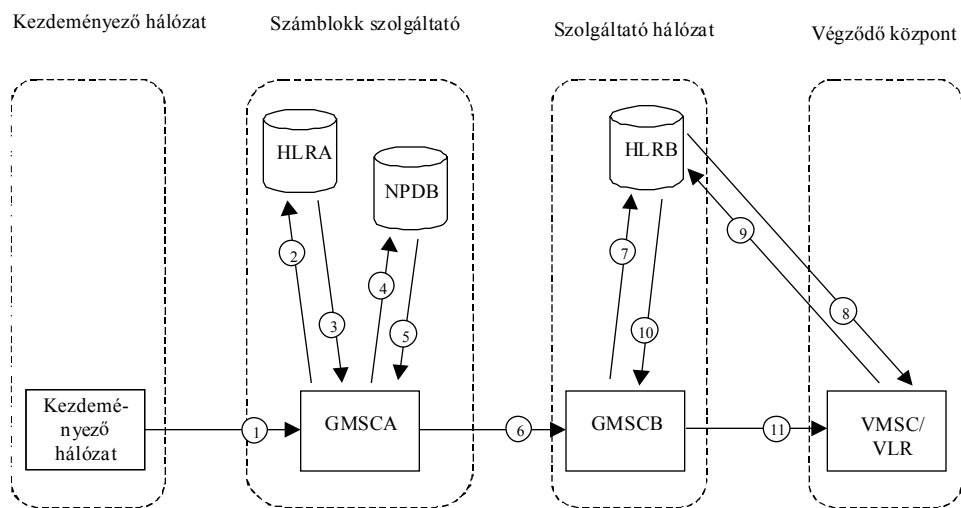 Kezdeményező hálózat
Számblokk szolgáltató
Szolgáltató hálózat
Végződő központ
HLRA
HLRB
NPDB
2
4
3
5
7
10
9
8
Kezdemé-
nyező
hálózat
1
GMSCA
6
GMSCB
11
VMSC/
VLR